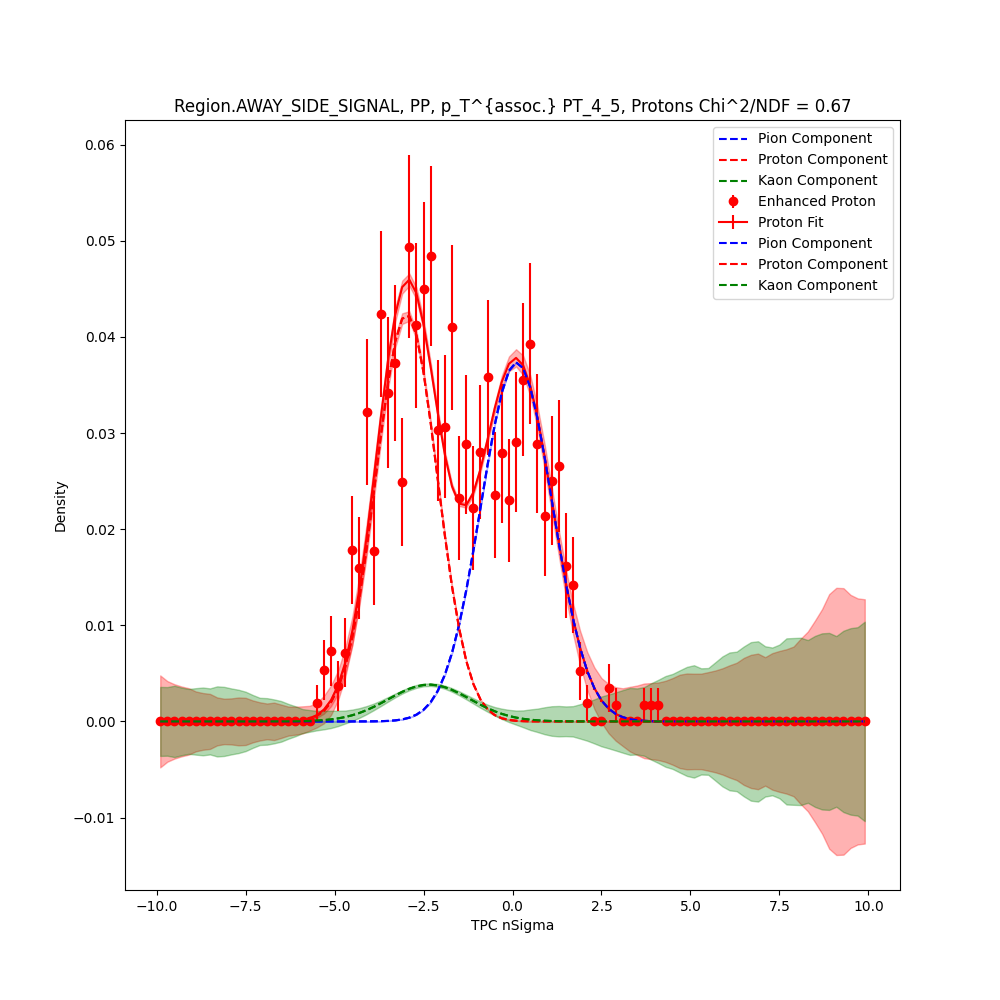 Region.AWAY_SIDE_SIGNAL, PP, p_T^{assoc.} PT_4_5, Protons Chi^2/NDF = 0.67
Pion Component
Proton Component
Kaon Component
Enhanced Proton
Proton Fit
Pion Component
Proton Component
Kaon Component
0.06
0.05
0.04
0.03
0.02
0.01
0.00
−0.01
Density
−10.0 −7.5 −5.0 −2.5 0.0 2.5 5.0 7.5 10.0
TPC nSigma